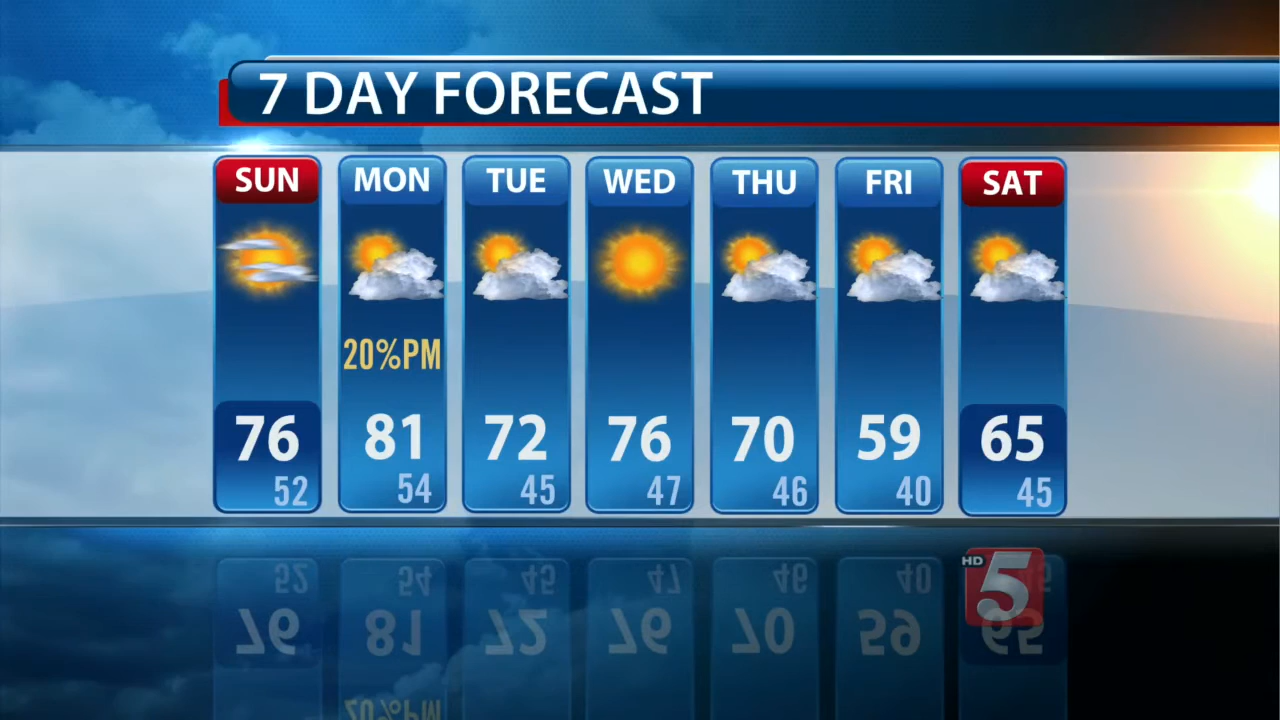 7 DAY FORECAST
SUN MON TUE WED THU FRI SAT
20%PM
76 81 72 76 70 59 65
52 54 45 47 46 40 45
HD 5